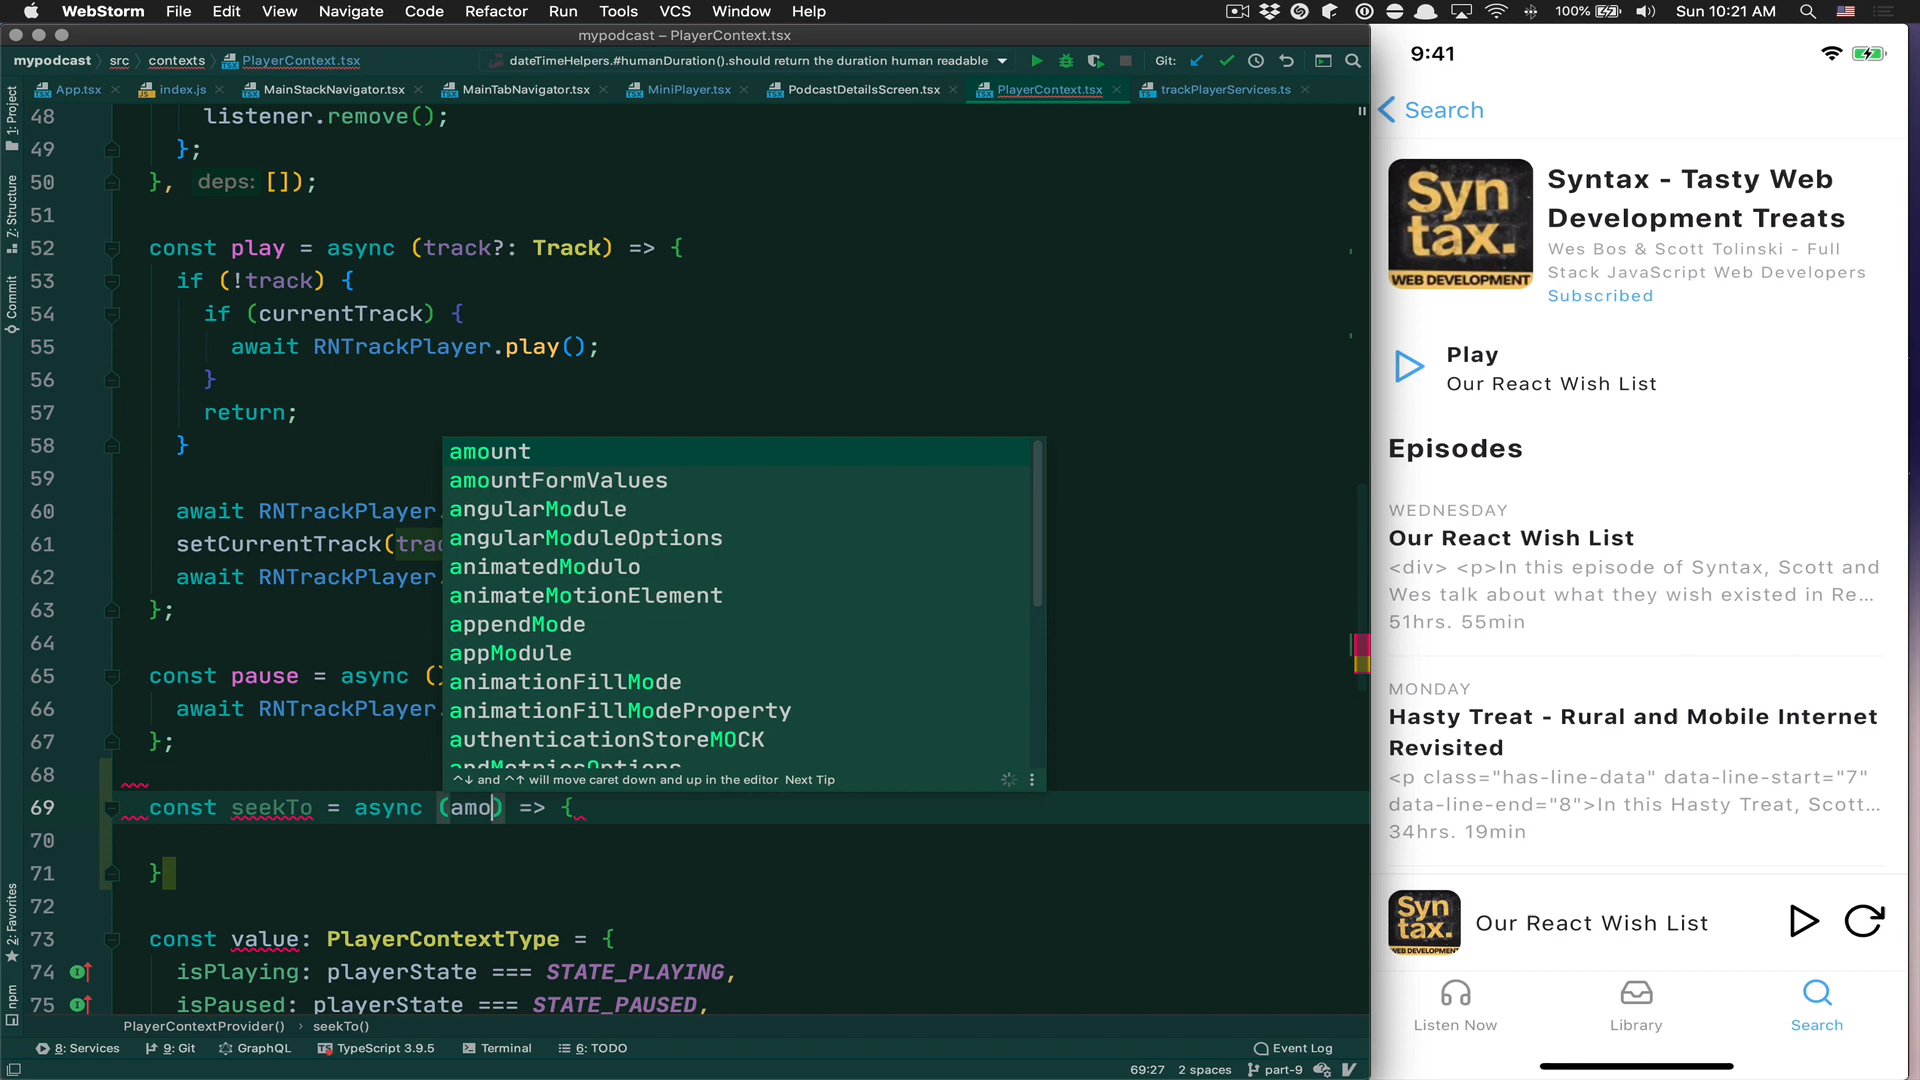 WebStorm File Edit View Navigate Code Refactor Run Tools VCS Window Help 100% Sun 10:21 AM
mypodcast – PlayerContext.tsx
mypodcast src contexts PlayerContext.tsx dateTimeHelpers.#humanDuration().should return the duration human readable Git:
App.tsx index.js MainStackNavigator.tsx MainTabNavigator.tsx MiniPlayer.tsx PodcastDetailsScreen.tsx PlayerContext.tsx trackPlayerServices.ts
1: Project
7: Structure
Commit
2: Favorites
npm
48 listener.remove();
49 };
50 }, deps: []);
51
52 const play = async (track?: Track) => {
53 if (!track) {
54 if (currentTrack) {
55 await RNTrackPlayer.play();
56 }
57 return;
58 }
59
60 await RNTrackPlayer.
61 setCurrentTrack(trac
62 await RNTrackPlayer.
63 };
64
65 const pause = async ()
66 await RNTrackPlayer.
67 };
68
69 const seekTo = async (amo) => {
70
71 }
72
73 const value: PlayerContextType = {
74 isPlaying: playerState === STATE_PLAYING,
75 isPaused: playerState === STATE_PAUSED,
amount
amountFormValues
angularModule
angularModuleOptions
animatedModulo
animateMotionElement
appendMode
appModule
animationFillMode
animationFillModeProperty
authenticationStoreMOCK
andMetricsOptions
^↓ and ^↑ will move caret down and up in the editor Next Tip
PlayerContextProvider() › seekTo()
8: Services 9: Git GraphQL TypeScript 3.9.5 Terminal 6: TODO Event Log
69:27 2 spaces part-9
9:41
Search
Syn
tax.
WEB DEVELOPMENT
Syntax - Tasty Web
Development Treats
Wes Bos & Scott Tolinski - Full
Stack JavaScript Web Developers
Subscribed
Play
Our React Wish List
Episodes
WEDNESDAY
Our React Wish List
<div> <p>In this episode of Syntax, Scott and
Wes talk about what they wish existed in Re...
51hrs. 55min
MONDAY
Hasty Treat - Rural and Mobile Internet
Revisited
<p class="has-line-data" data-line-start="7"
data-line-end="8">In this Hasty Treat, Scott...
34hrs. 19min
Syn
tax.
WEB DEVELOPMENT
Our React Wish List
Listen Now Library Search